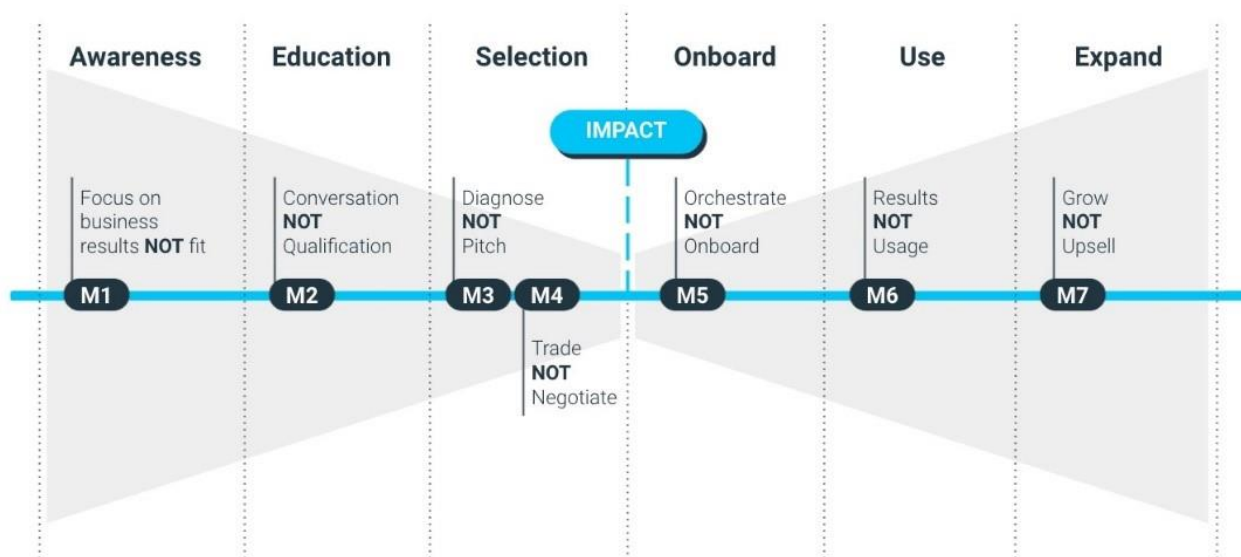 Awareness
Education
Selection
Onboard
Use
Expand
IMPACT
Focus on
business
results NOT fit
Conversation
NOT
Qualification
Diagnose
NOT
Pitch
Orchestrate
NOT
Onboard
Results
NOT
Usage
Grow
NOT
Upsell
M1
M2
M3
M4
M5
M6
M7
Trade
NOT
Negotiate